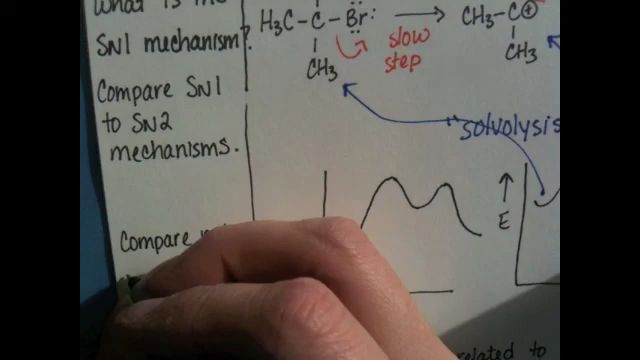 What is the
SN1 mechanism?
Compare SN1
to SN2
mechanisms.
Compare
H₃C-C-Br:
CH₃
slow
step
CH₃-C⊕
CH₃
"solvolysis
E
related to